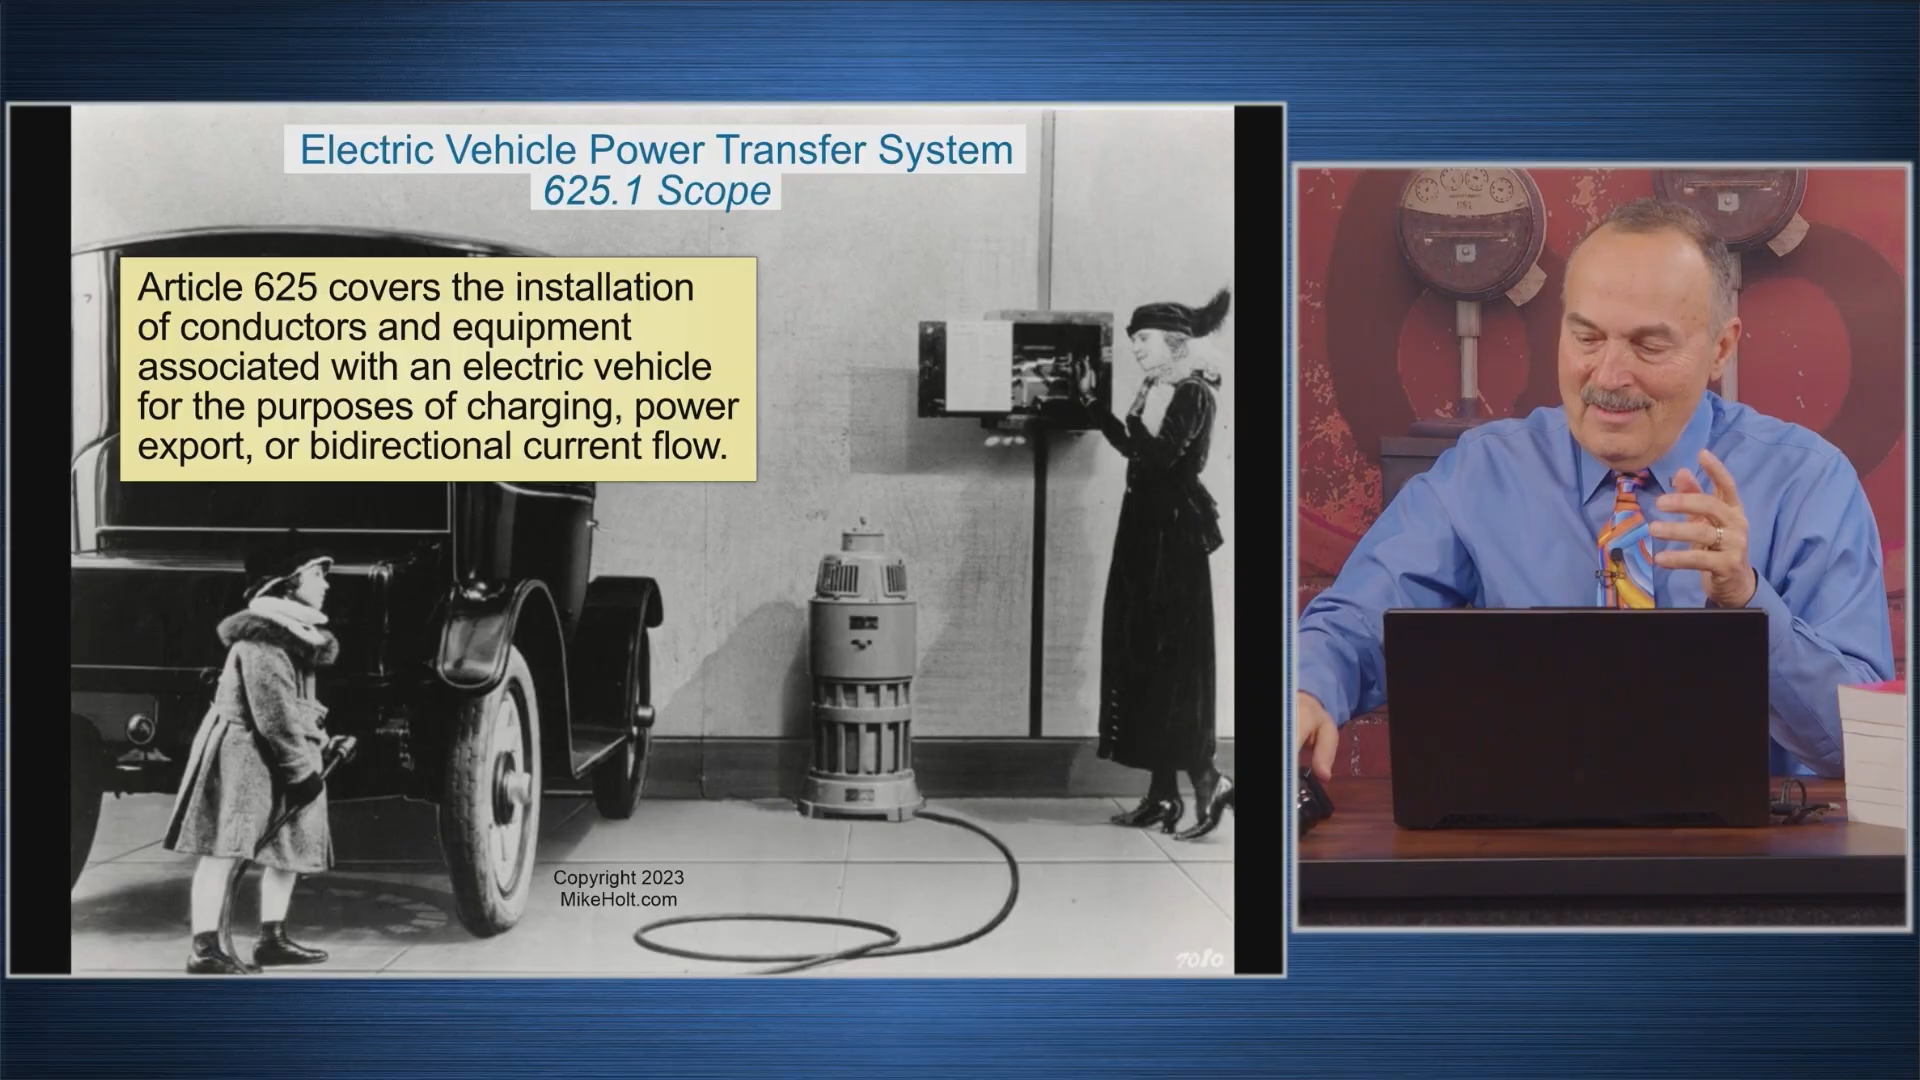 Electric Vehicle Power Transfer System
625.1 Scope
Article 625 covers the installation
of conductors and equipment
associated with an electric vehicle
for the purposes of charging, power
export, or bidirectional current flow.
Copyright 2023
MikeHolt.com
7080